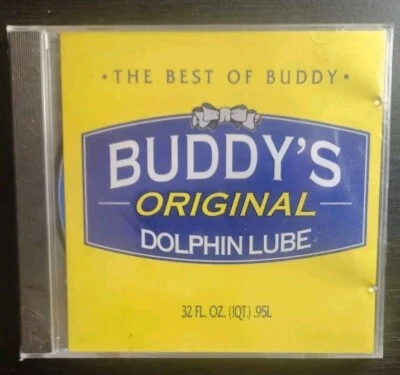 • THE BEST OF BUDDY •
BUDDY'S
ORIGINAL
DOLPHIN LUBE
32 FL. OZ. (1QT.) .95L